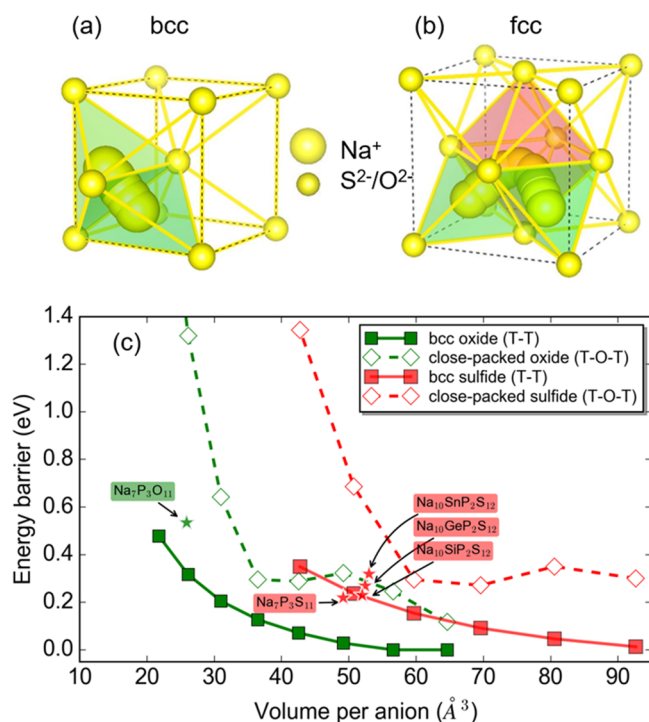 (a) bcc
(b) fcc
Na⁺
S²⁻/O²⁻
(c)
bcc oxide (T-T)
close-packed oxide (T-O-T)
bcc sulfide (T-T)
close-packed sulfide (T-O-T)
Na₇P₃O₁₁
Na₁₀SnP₂S₁₂
Na₁₀GeP₂S₁₂
Na₁₀SiP₂S₁₂
Na₇P₃S₁₁
Energy barrier (eV)
1.4
1.2
1.0
0.8
0.6
0.4
0.2
0.0
10 20 30 40 50 60 70 80 90
Volume per anion (Å³)